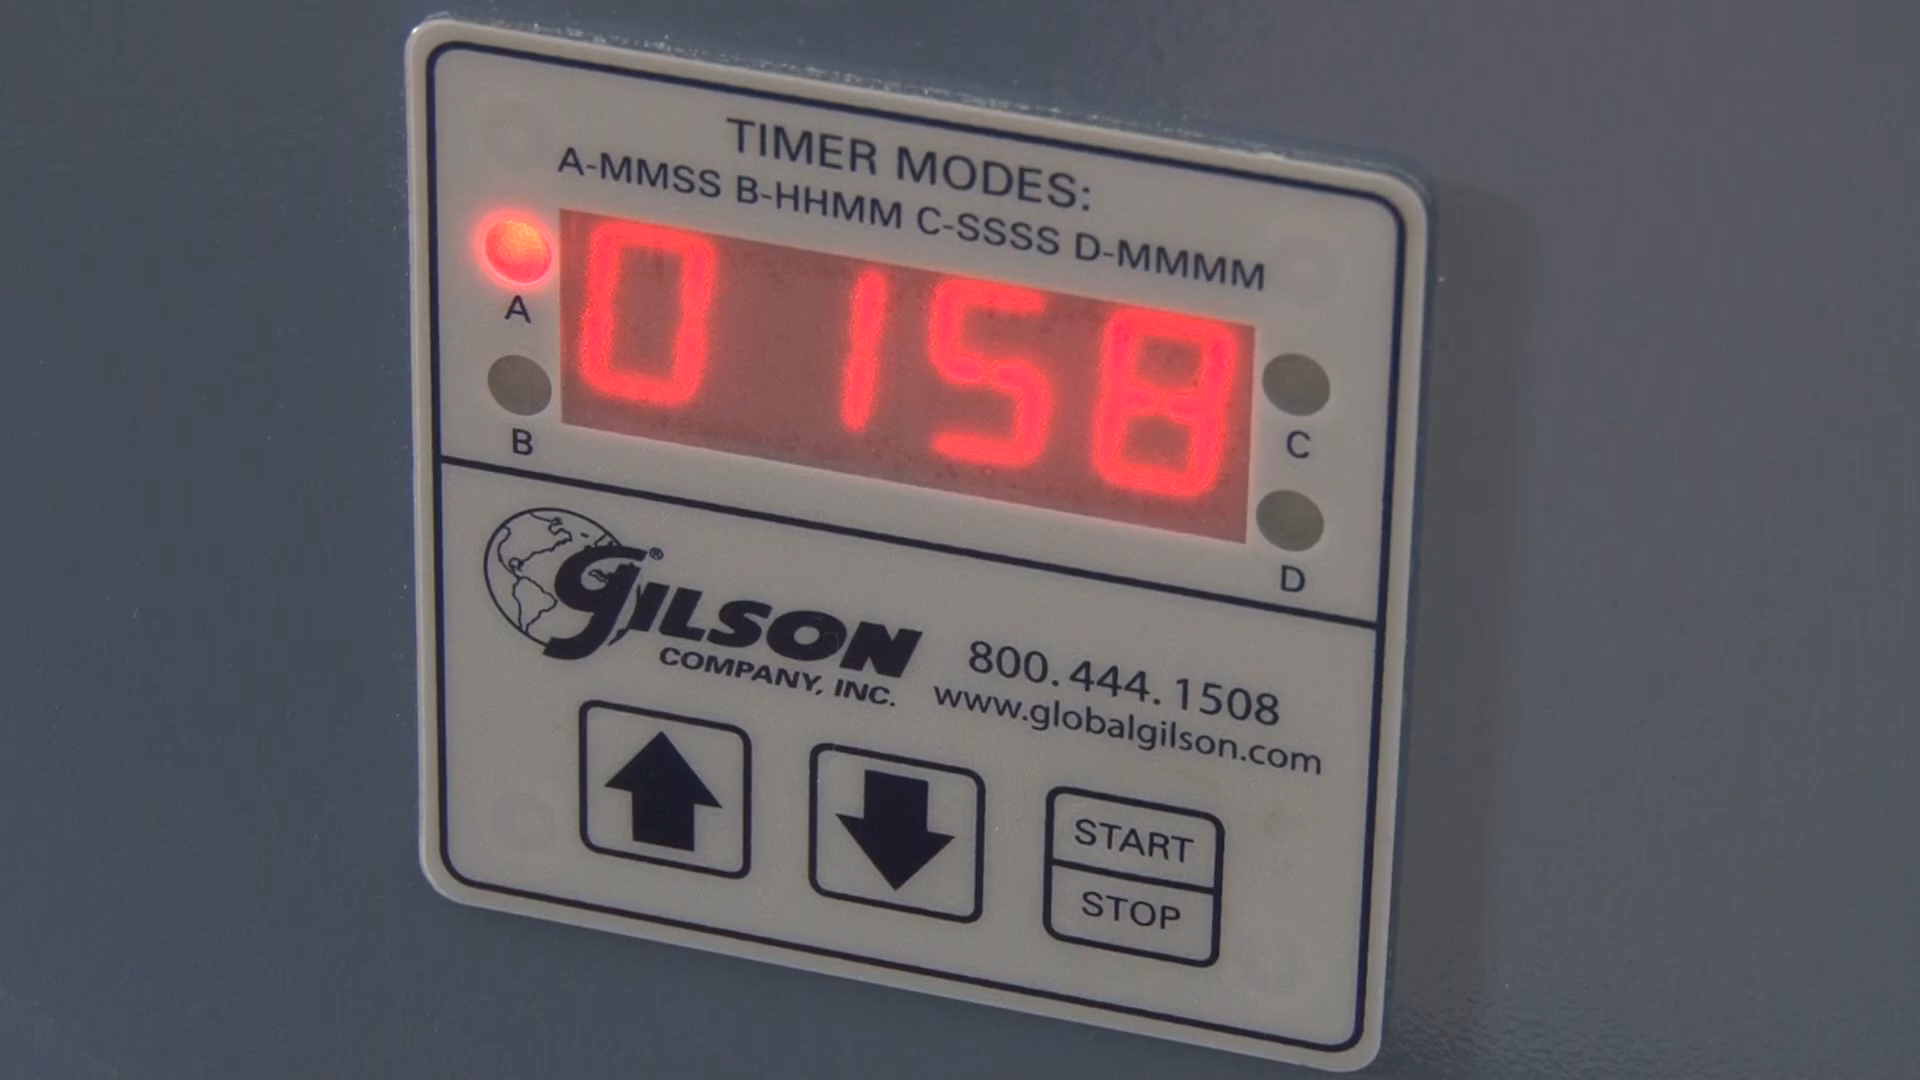 TIMER MODES:
A-MMSS B-HHMM C-SSSS D-MMMM
0158
A
B
C
D
GILSON®
COMPANY, INC.
800.444.1508
www.globalgilson.com
START
STOP